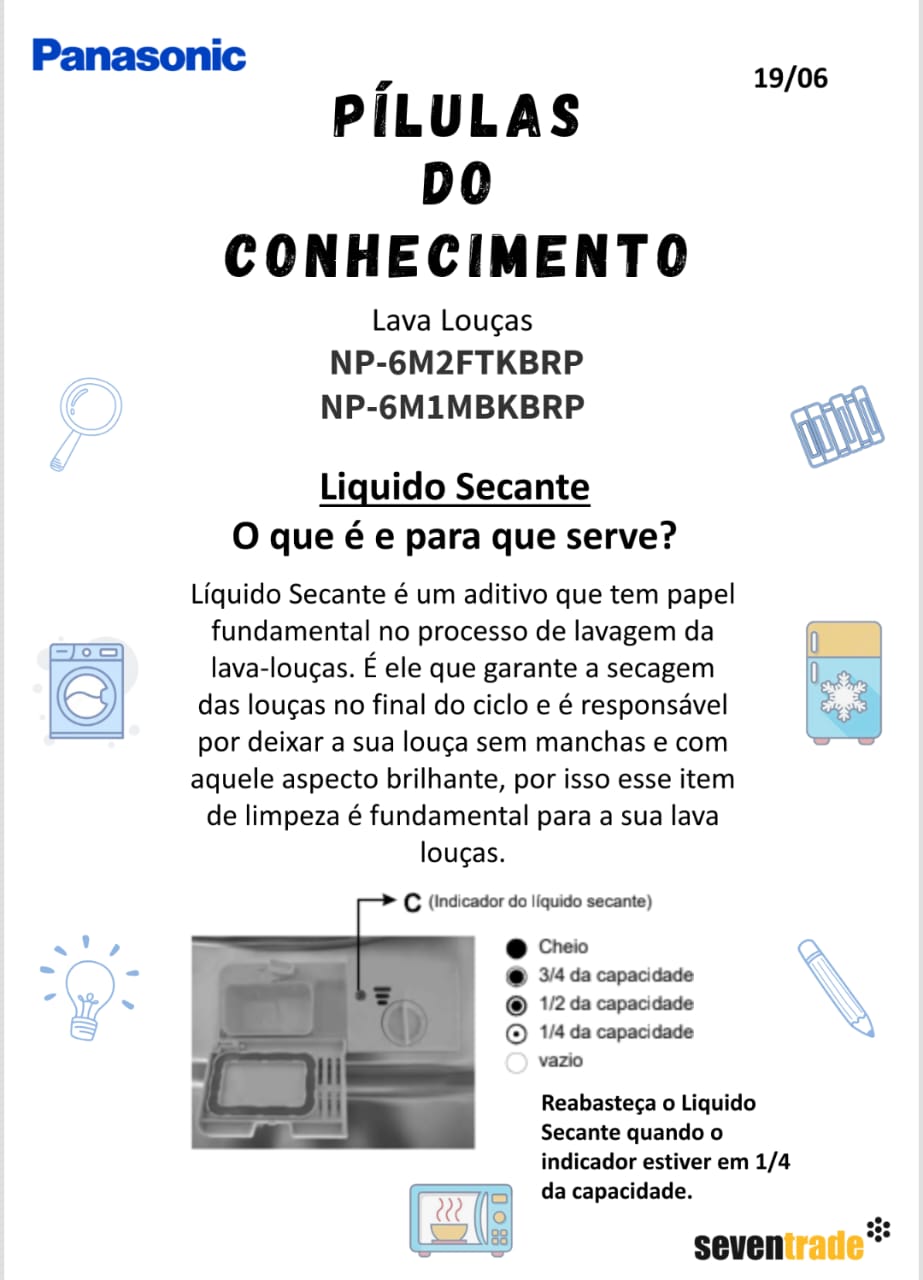 Panasonic
19/06
PÍLULAS
DO
CONHECIMENTO
Lava Louças
NP-6M2FTKBRP
NP-6M1MBKBRP
Liquido Secante
O que é e para que serve?
Líquido Secante é um aditivo que tem papel
fundamental no processo de lavagem da
lava-louças. É ele que garante a secagem
das louças no final do ciclo e é responsável
por deixar a sua louça sem manchas e com
aquele aspecto brilhante, por isso esse item
de limpeza é fundamental para a sua lava
louças.
C (Indicador do líquido secante)
Cheio
3/4 da capacidade
1/2 da capacidade
1/4 da capacidade
vazio
Reabasteça o Liquido
Secante quando o
indicador estiver em 1/4
da capacidade.
seventrade